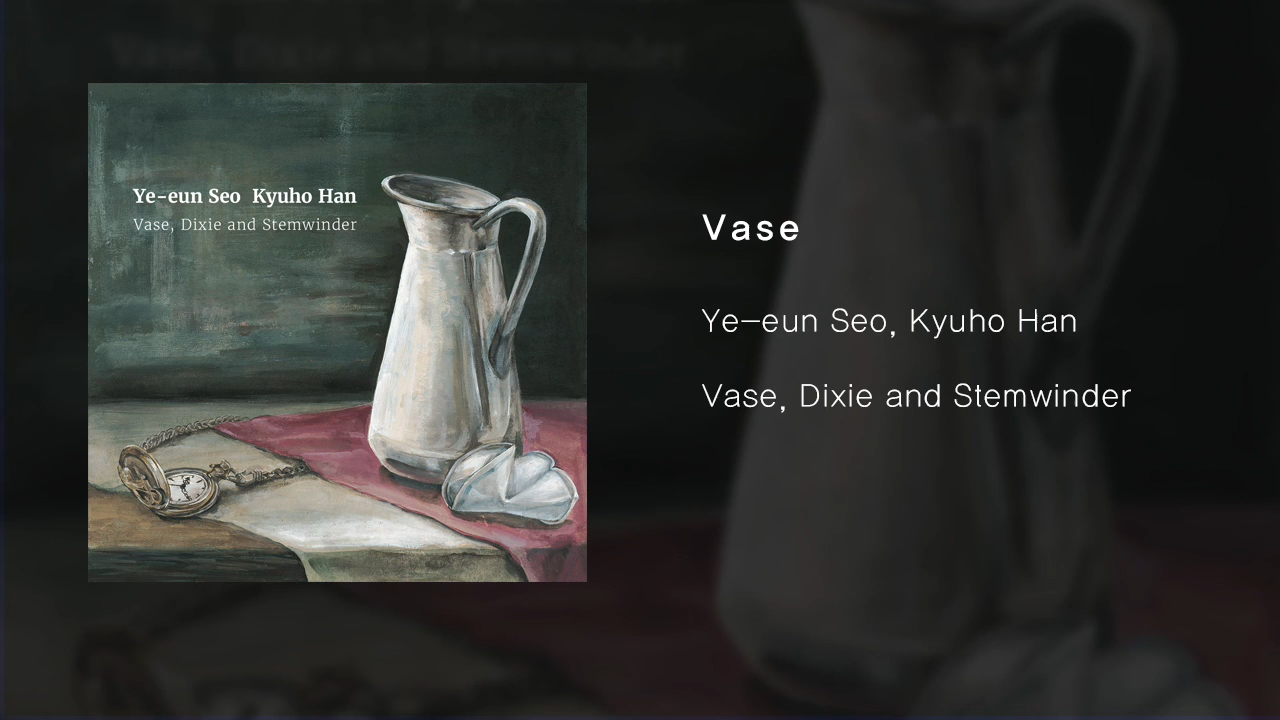 Ye-eun Seo Kyuho Han
Vase, Dixie and Stemwinder
Vase
Ye-eun Seo, Kyuho Han
Vase, Dixie and Stemwinder